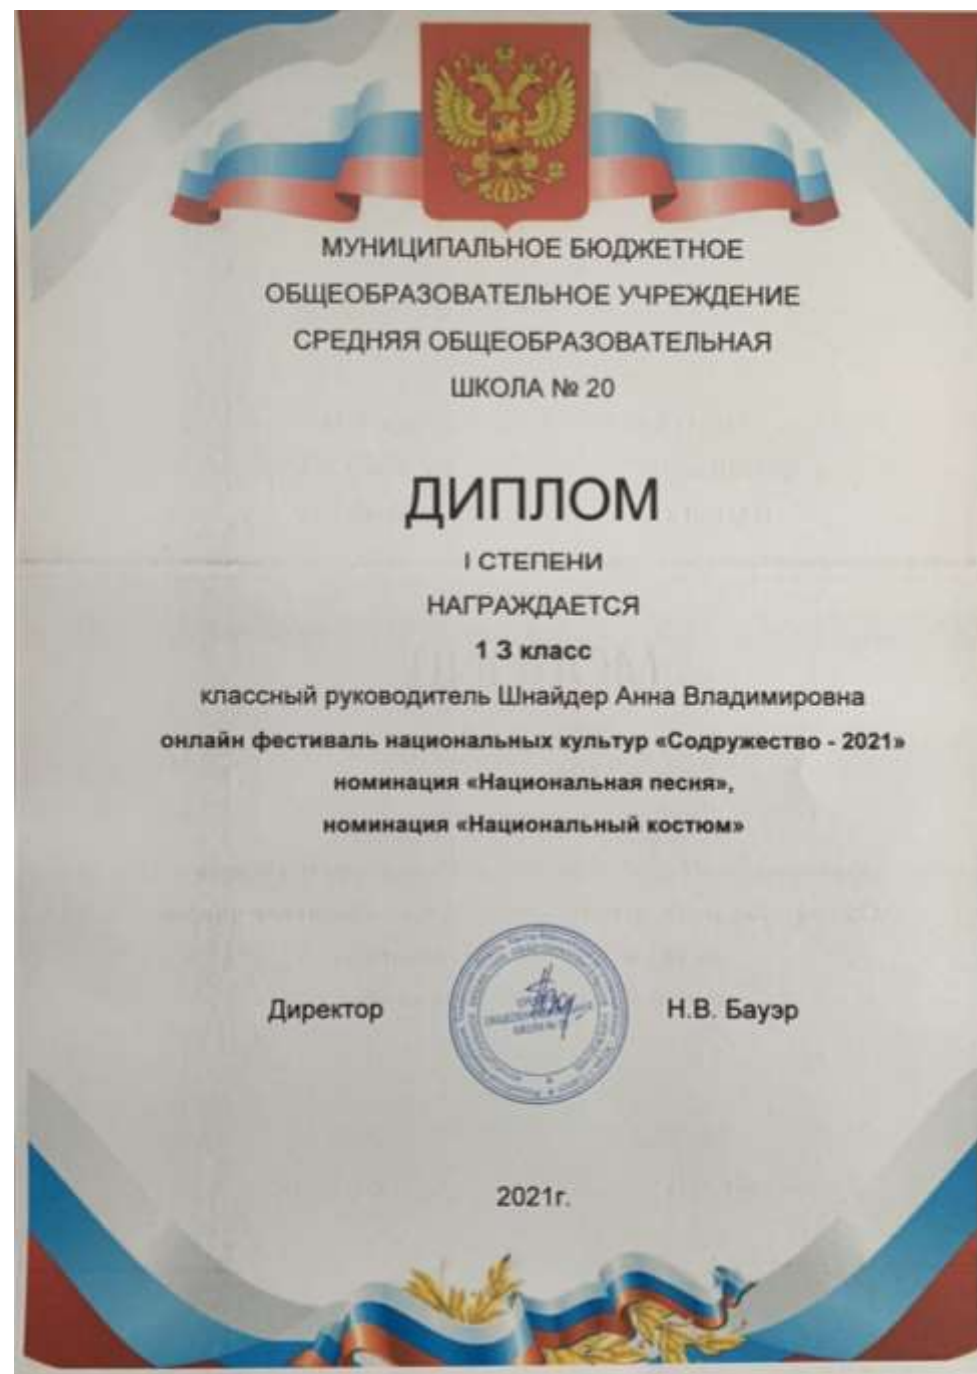 МУНИЦИПАЛЬНОЕ БЮДЖЕТНОЕ
ОБЩЕОБРАЗОВАТЕЛЬНОЕ УЧРЕЖДЕНИЕ
СРЕДНЯЯ ОБЩЕОБРАЗОВАТЕЛЬНАЯ
ШКОЛА № 20
ДИПЛОМ
I СТЕПЕНИ
НАГРАЖДАЕТСЯ
1 З класс
классный руководитель Шнайдер Анна Владимировна
онлайн фестиваль национальных культур «Содружество - 2021»
номинация «Национальная песня»,
номинация «Национальный костюм»
Директор Н.В. Бауэр
2021г.